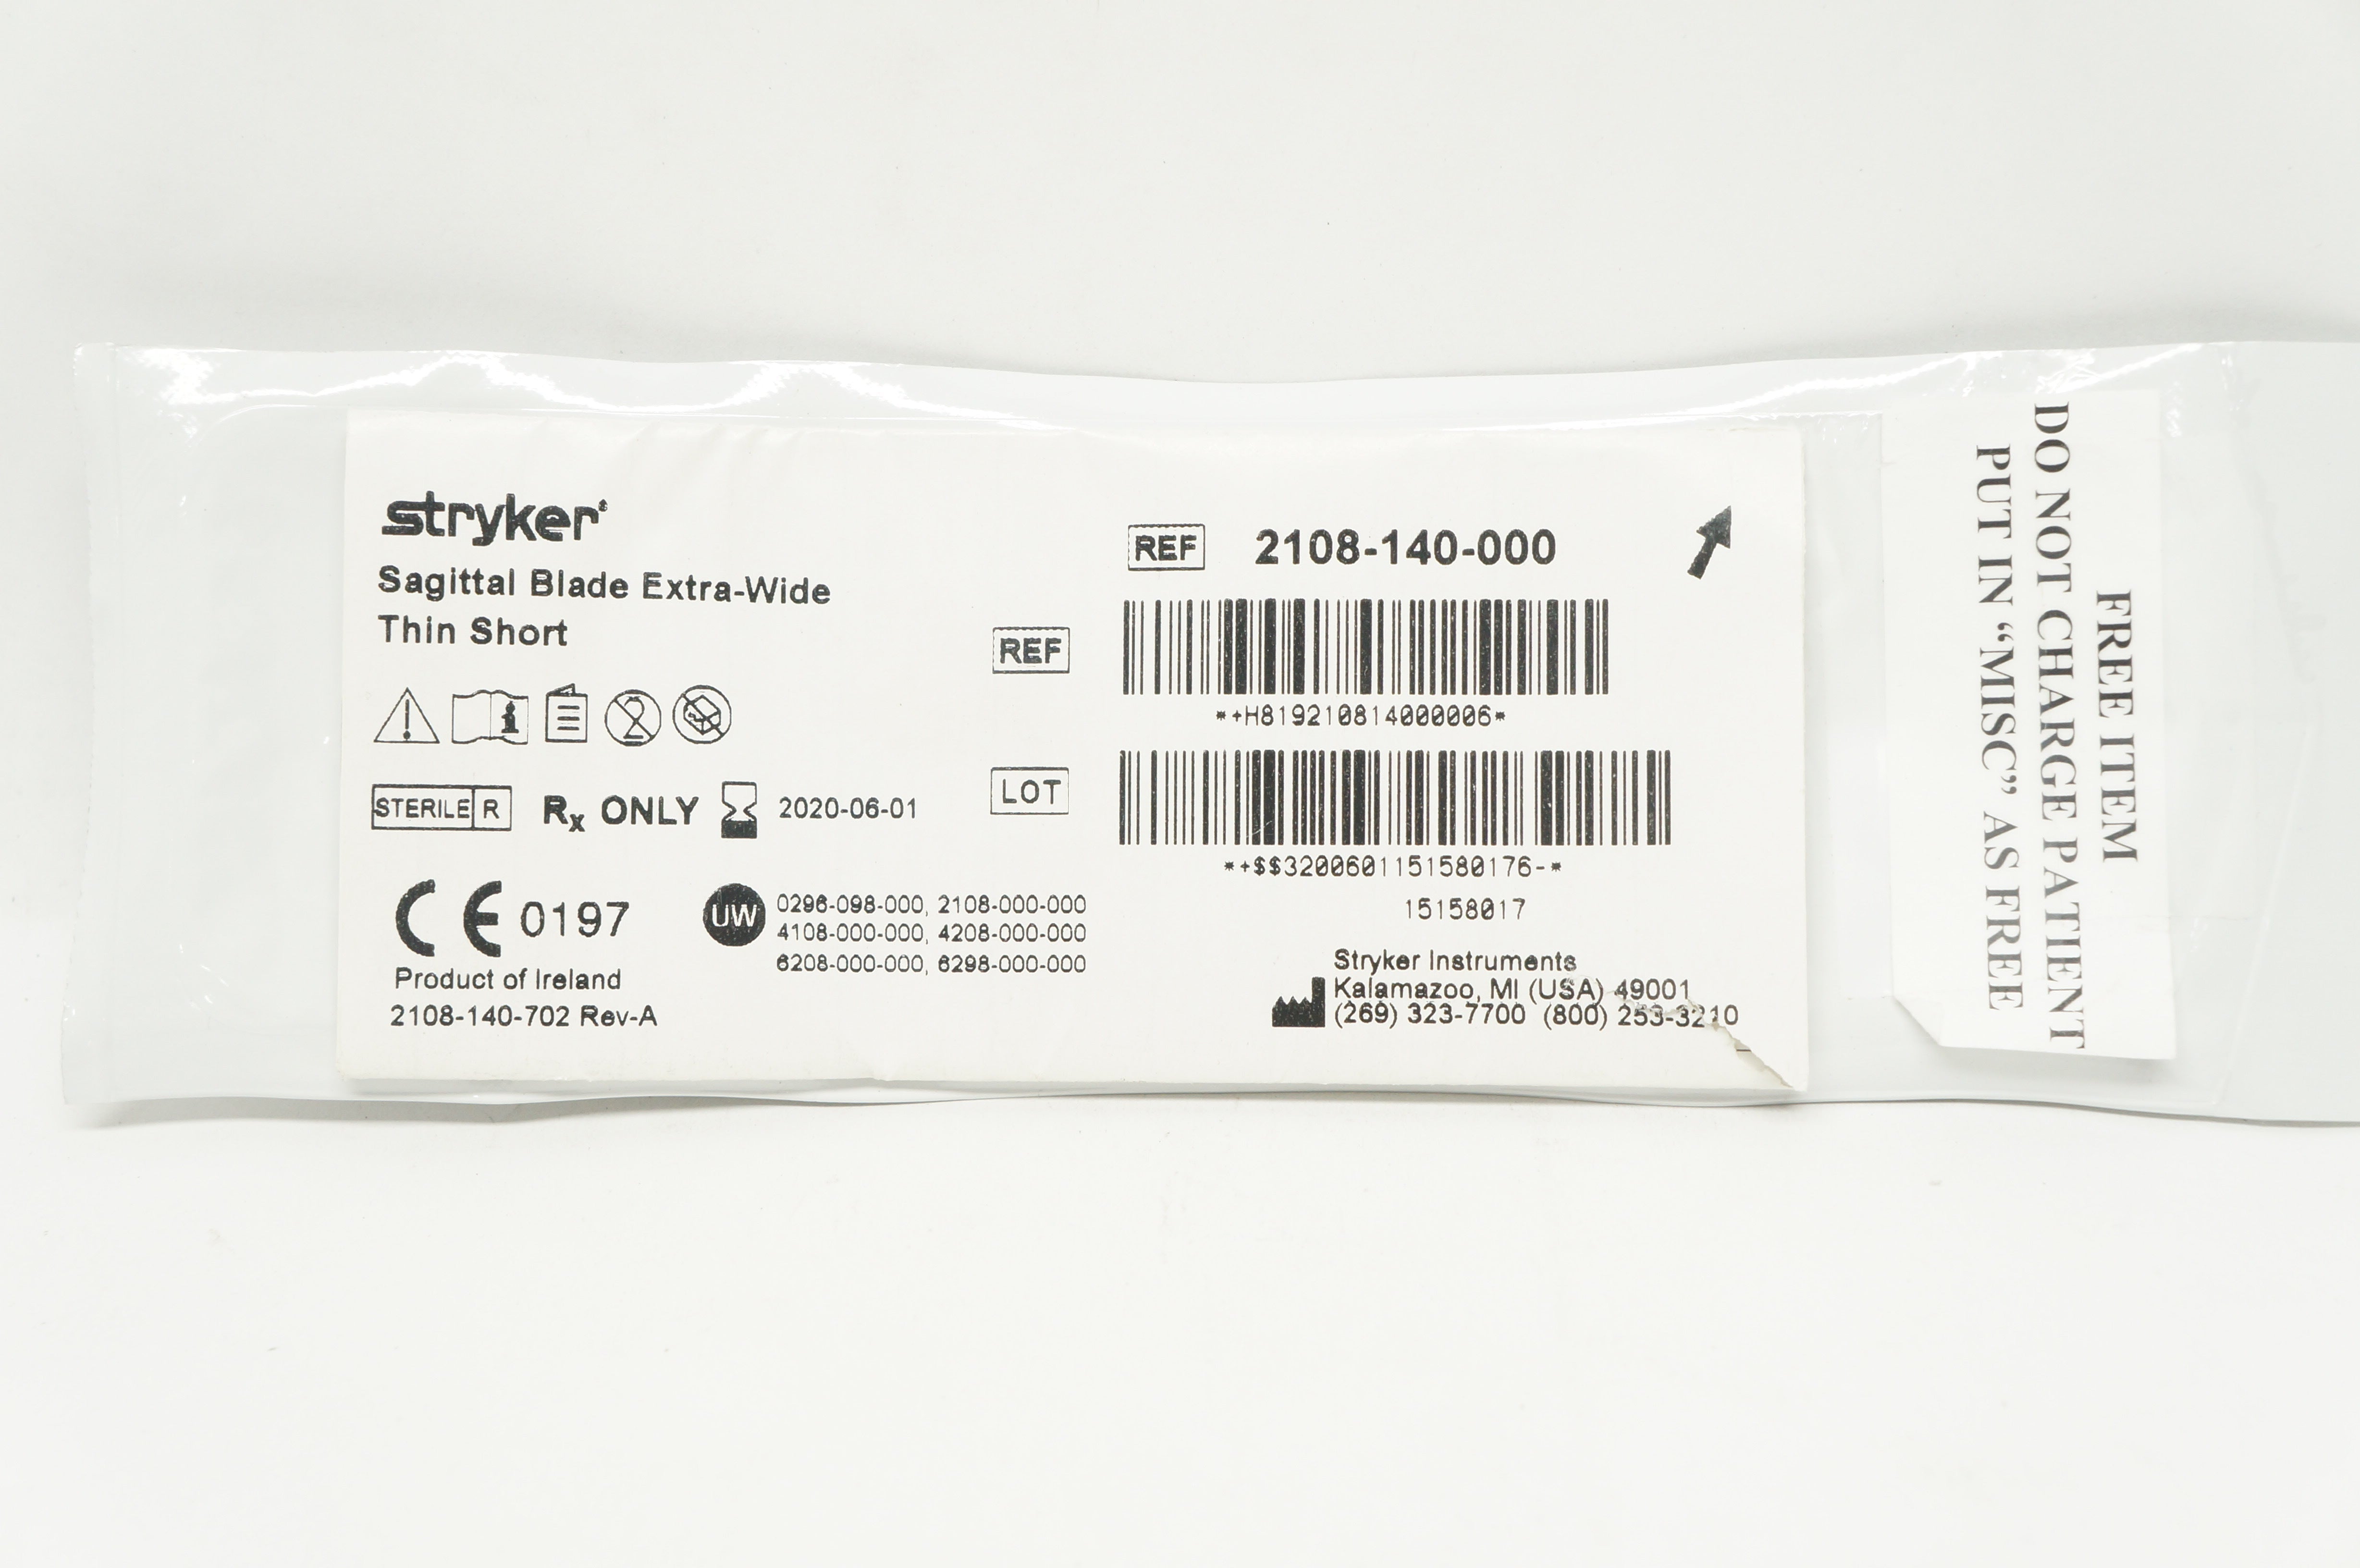 stryker
Sagittal Blade Extra-Wide
Thin Short
STERILE R Rx ONLY 2020-06-01
CE 0197
Product of Ireland
2108-140-702 Rev-A
UW 0296-098-000, 2108-000-000
4108-000-000, 4208-000-000
6208-000-000, 6298-000-000
REF 2108-140-000
REF
*+H819210814000006*
LOT
*+$$3200601151580176-*
15158017
Stryker Instruments
Kalamazoo, MI (USA) 49001
(269) 323-7700 (800) 253-3210
FREE ITEM
DO NOT CHARGE PATIENT
PUT IN “MISC” AS FREE